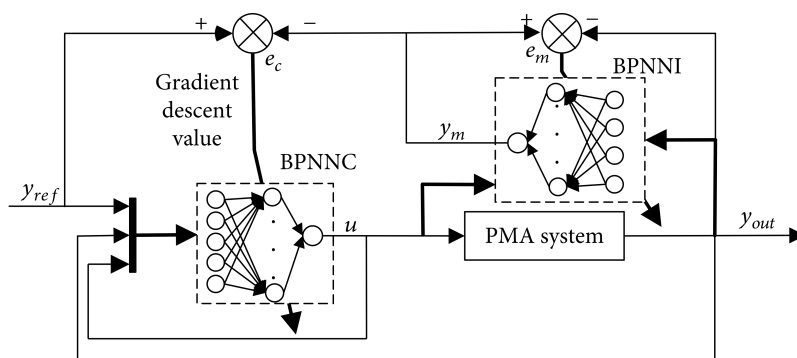 +
−
+
−
e_c
e_m
BPNNI
Gradient
descent
value
y_m
BPNNC
y_ref
u
PMA system
y_out